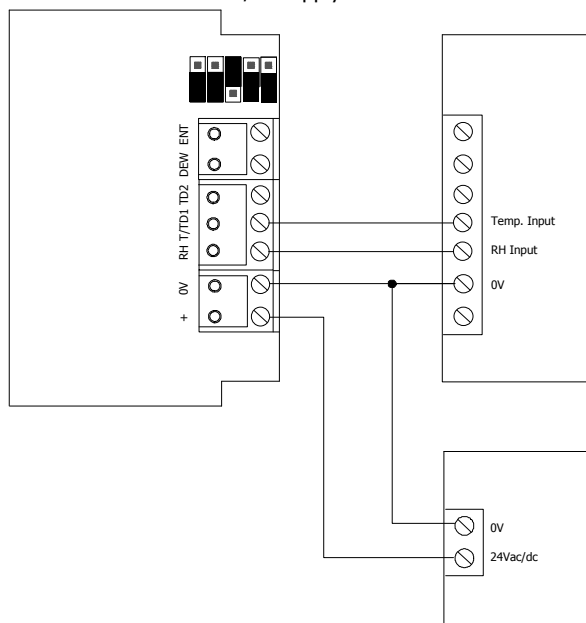 DEW ENT
RH T/TD1 TD2
+ 0V
Temp. Input
RH Input
0V
0V
24Vac/dc